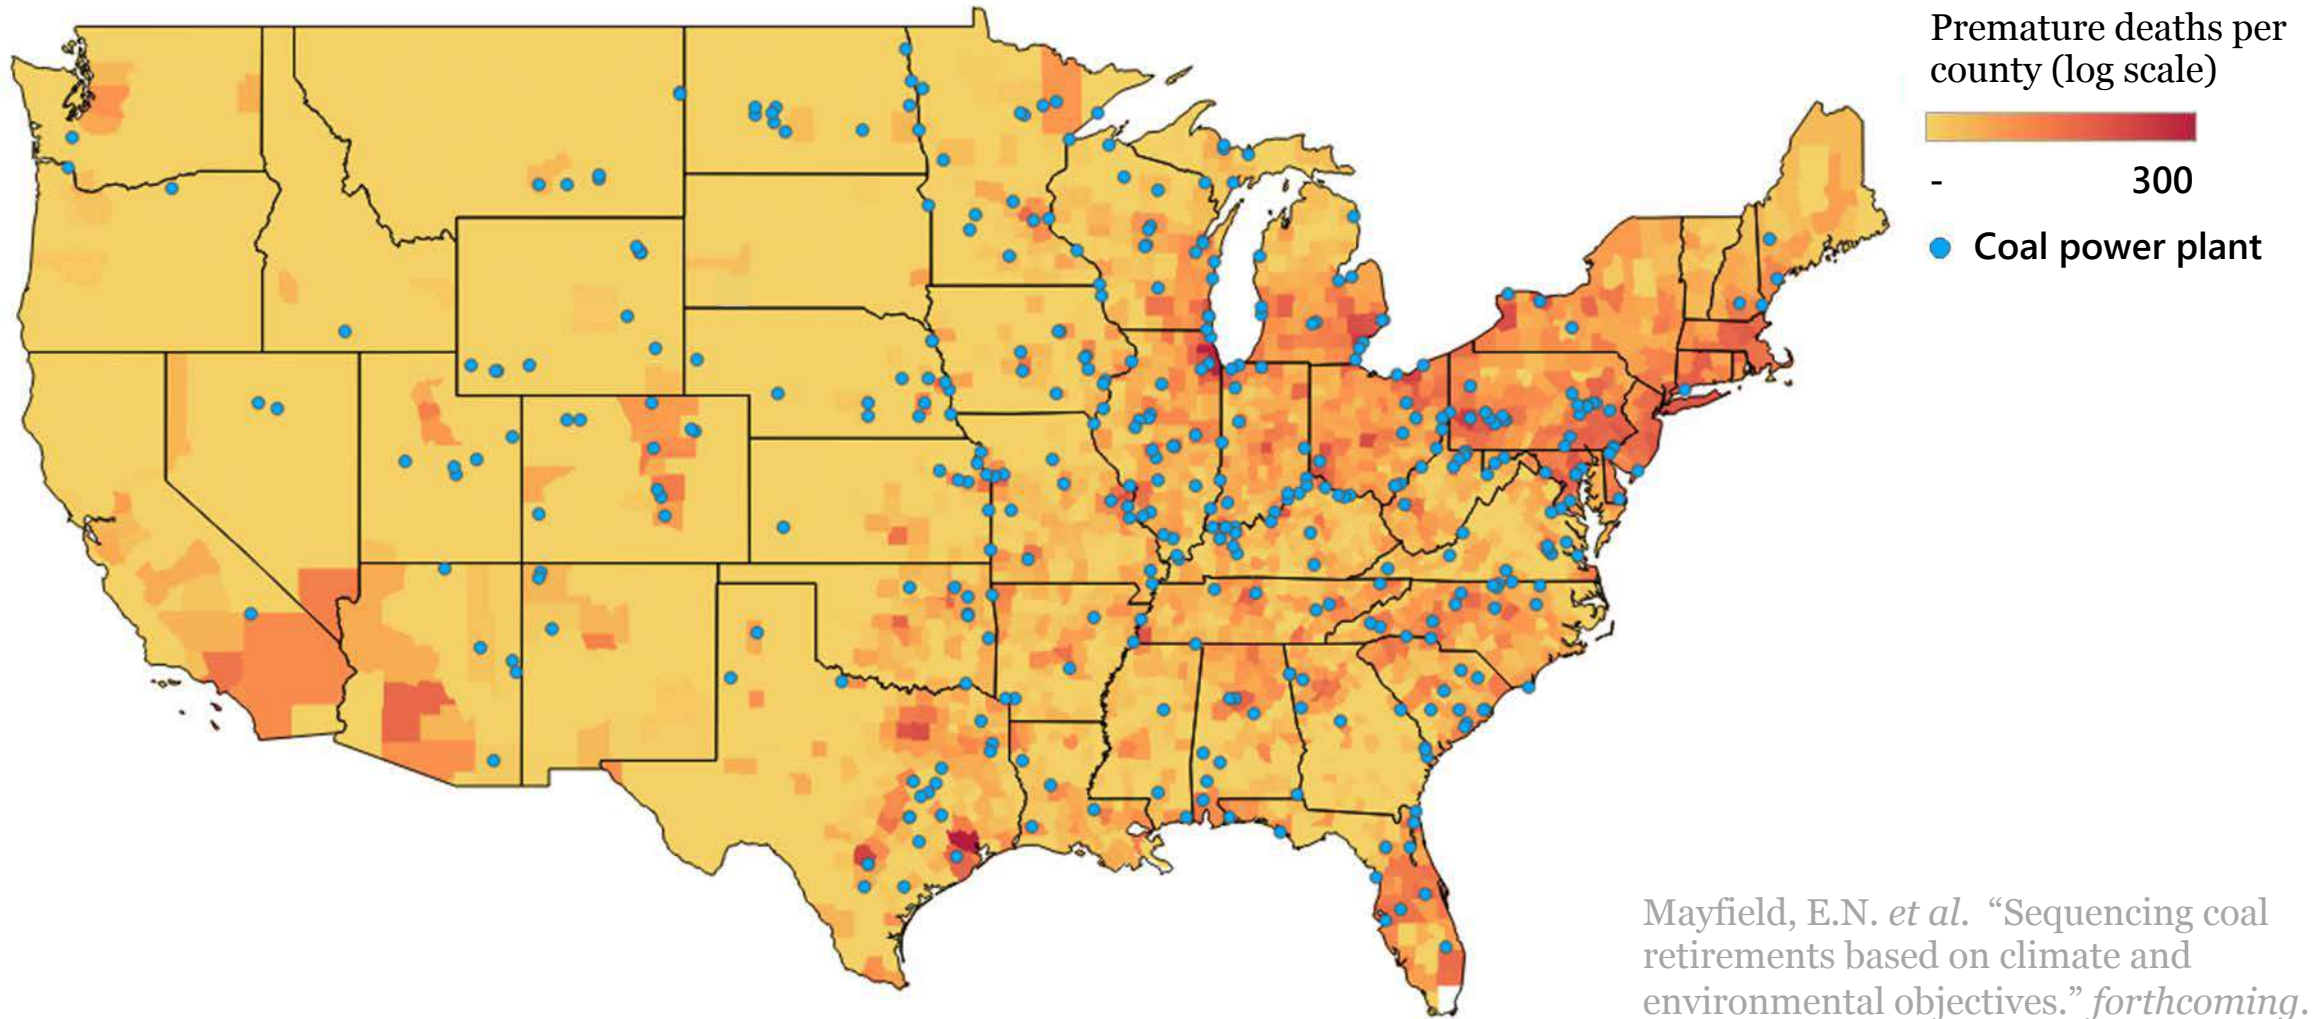 Premature deaths per
county (log scale)
- 300
Coal power plant
Mayfield, E.N. et al. “Sequencing coal
retirements based on climate and
environmental objectives.” forthcoming.